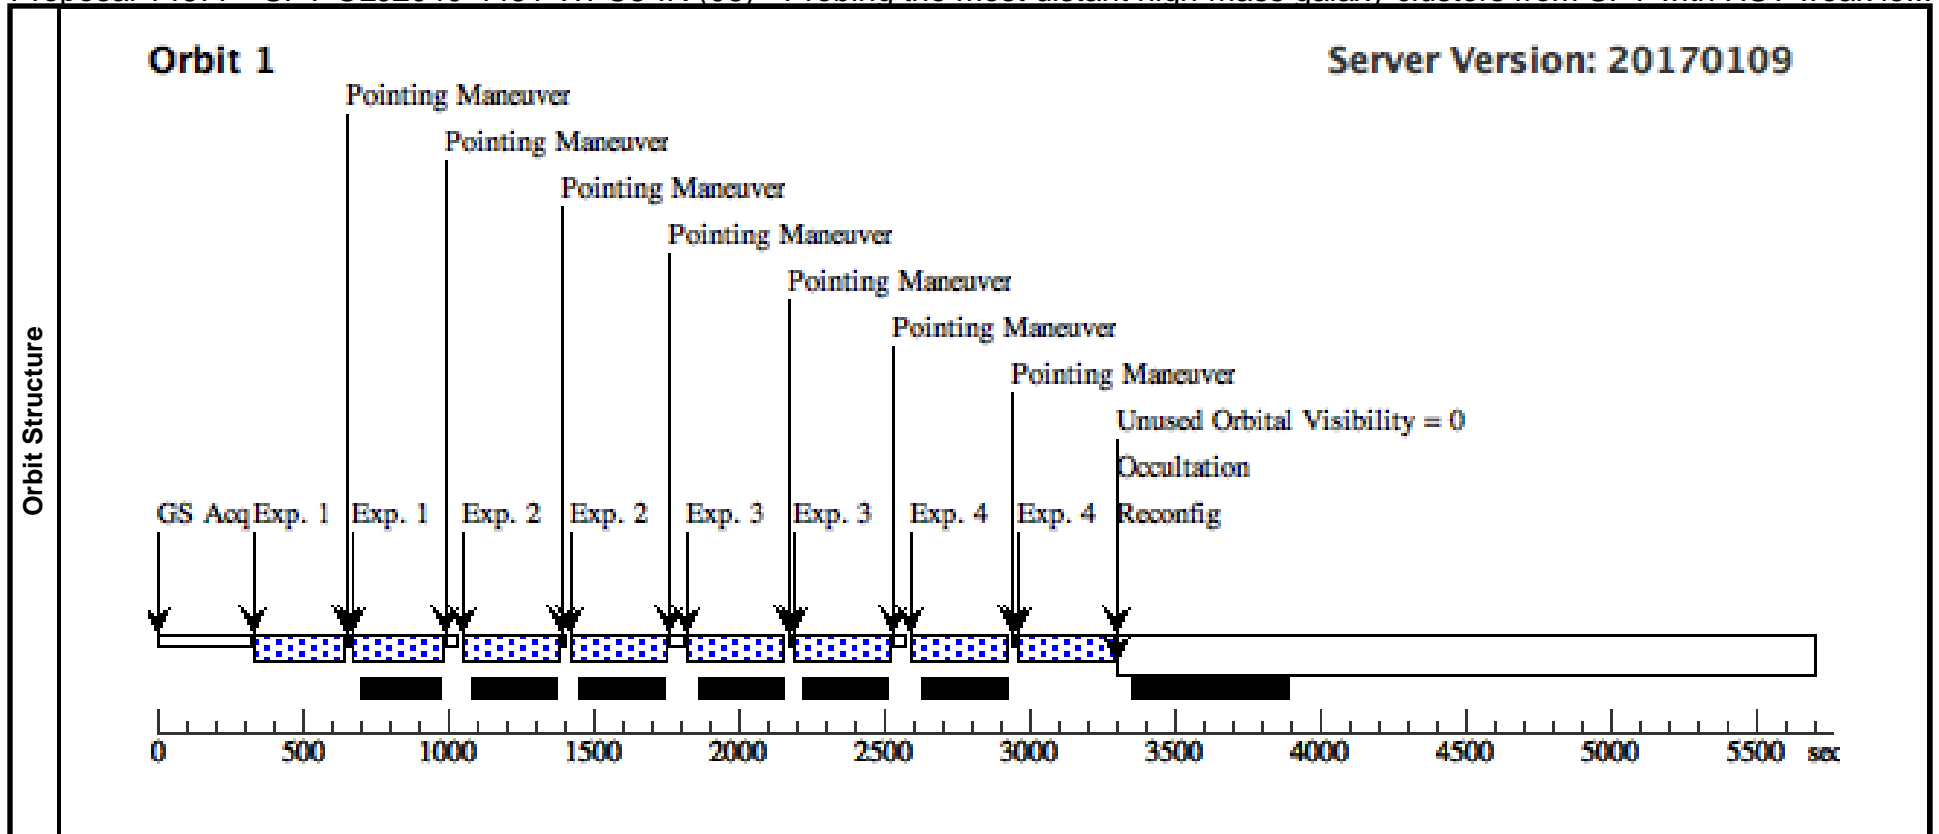 Orbit 1
Server Version: 20170109
Pointing Maneuver
Pointing Maneuver
Pointing Maneuver
Pointing Maneuver
Pointing Maneuver
Pointing Maneuver
Pointing Maneuver
Unused Orbital Visibility = 0
Occultation
GS Acq Exp. 1 Exp. 1 Exp. 2 Exp. 2 Exp. 3 Exp. 3 Exp. 4 Exp. 4 Reconfig
Orbit Structure
0 500 1000 1500 2000 2500 3000 3500 4000 4500 5000 5500 sec